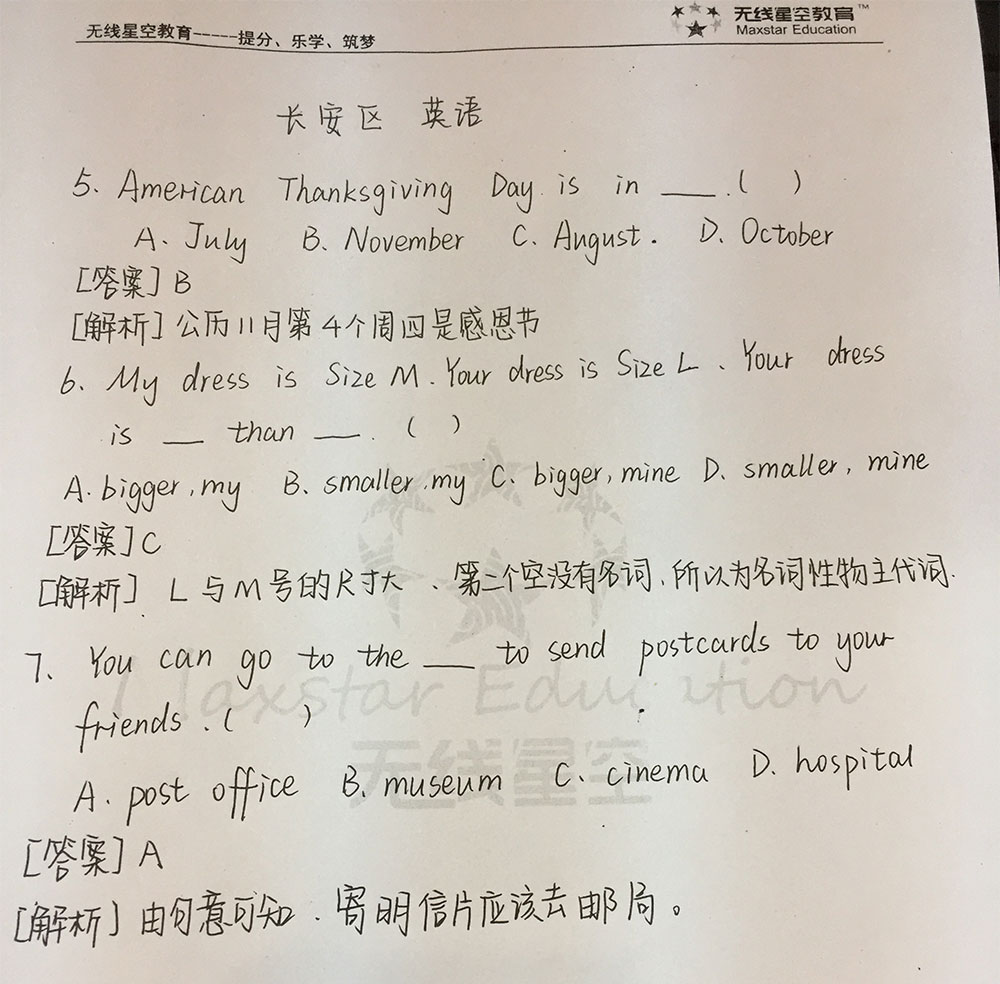 无线星空教育-----提分、乐学、筑梦
无线星空教育™
Maxstar Education
长安区 英语
5. American Thanksgiving Day is in ___.( )
A. July B. November C. August. D. October
[答案]B
[解析]公历11月第4个周四是感恩节
6. My dress is Size M.Your dress is Size L、Your dress
is ___ than ___.( )
A. bigger,my B. smaller,my C. bigger,mine D. smaller,mine
[答案]C
[解析] L与M号的尺寸大、第二个空没有名词、所以为名词性物主代词.
7. You can go to the ___ to send postcards to your
friends.( )
A. post office B. museum C. cinema D. hospital
[答案]A
[解析]由句意可知、寄明信片应该去邮局。
Maxstar Education
无线星空